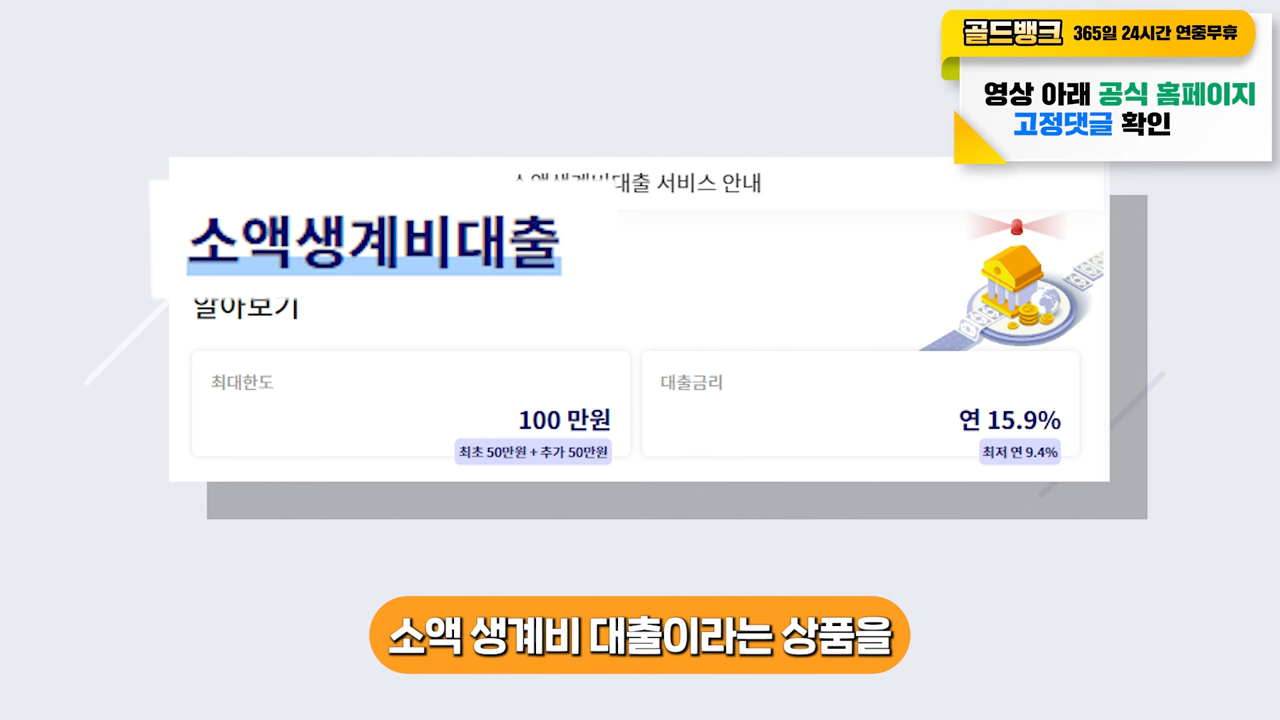 골드뱅크 365일 24시간 연중무휴
영상 아래 공식 홈페이지
고정댓글 확인
소액생계비대출 서비스 안내
소액생계비대출
알아보기
최대한도
100 만원
최초 50만원 + 추가 50만원
대출금리
연 15.9%
최저 연 9.4%
소액 생계비 대출이라는 상품을